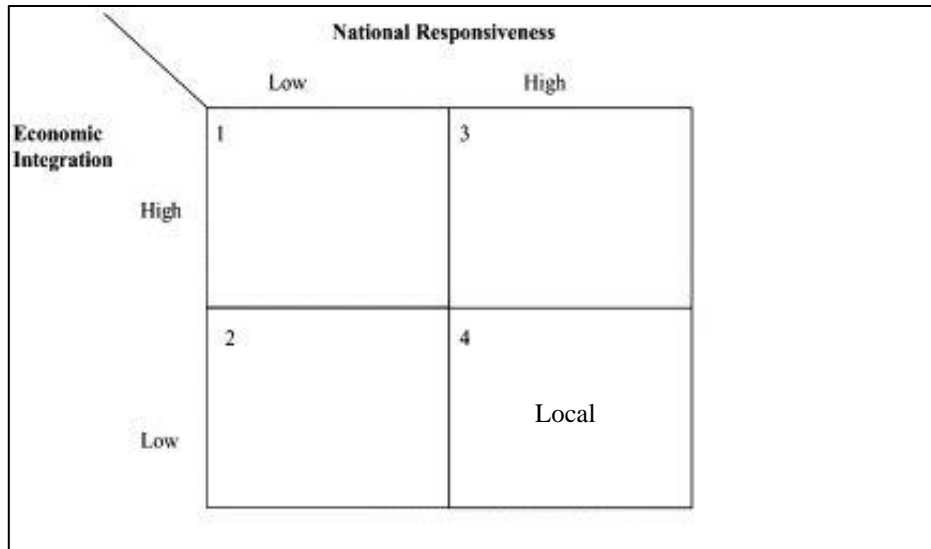 National Responsiveness
Low High
Economic
Integration
1 3
High
2 4
Local
Low